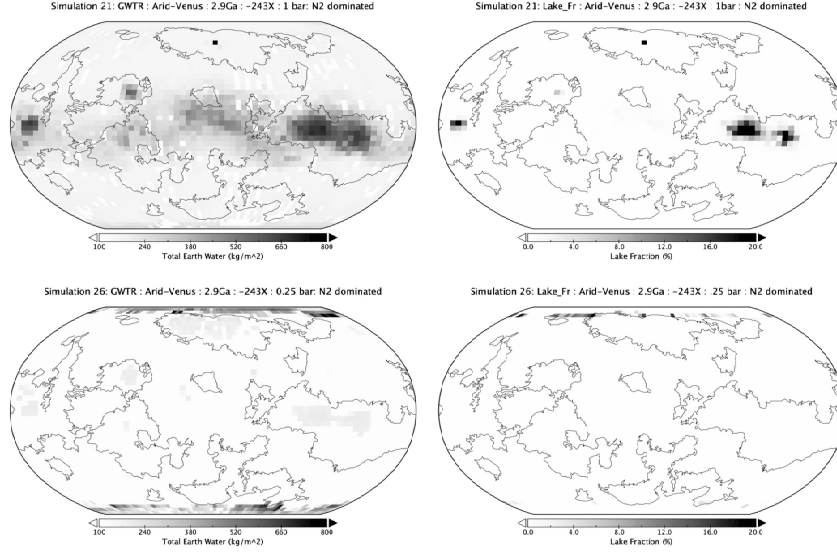 Simulation 21: GWTR : Arid-Venus : 2.9Ga : -243X : 1 bar: N2 dominated
Simulation 21: Lake_Fr : Arid-Venus : 2.9Ga : -243X : 1bar: N2 dominated
100 240 380 520 660 800
Total Earth Water (kg/m^2)
0.0 4.0 8.0 12.0 16.0 20.0
Lake Fraction (%)
Simulation 26: GWTR : Arid-Venus : 2.9Ga : -243X : 0.25 bar: N2 dominated
Simulation 26: Lake_Fr : Arid-Venus : 2.9Ga : -243X : .25 bar : N2 dominated
100 240 380 520 660 800
Total Earth Water (kg/m^2)
0.0 4.0 8.0 12.0 16.0 20.0
Lake Fraction (%)